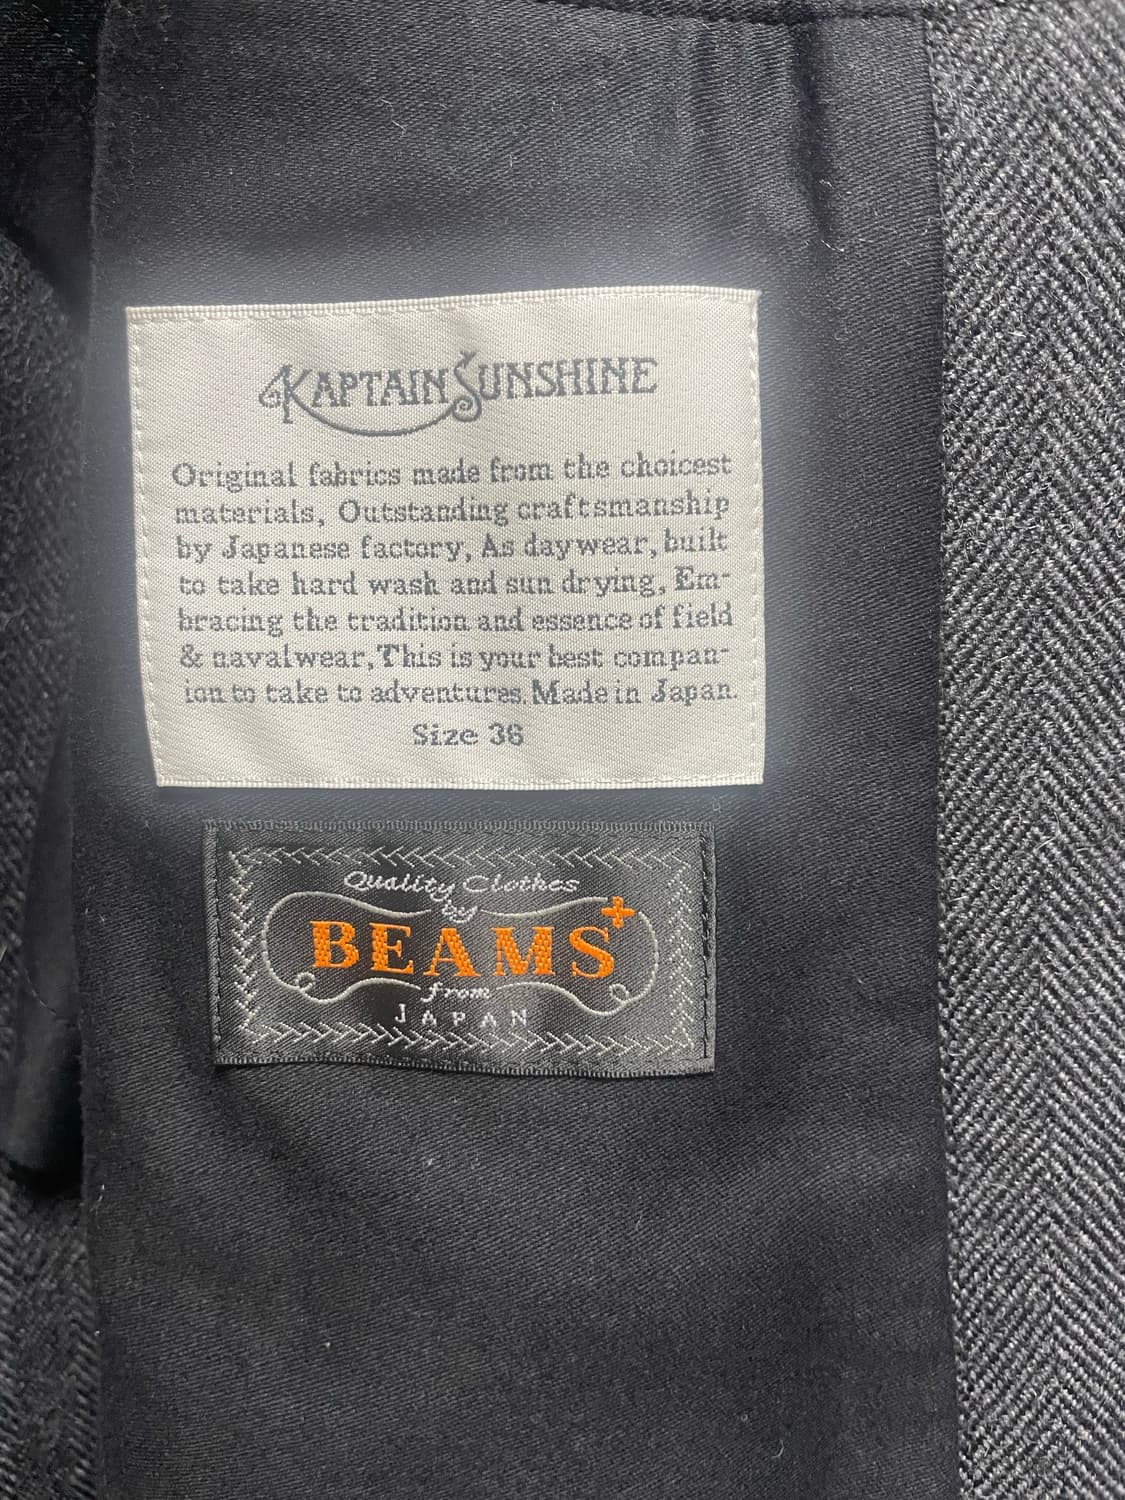 KAPTAIN SUNSHINE
Original fabrics made from the choicest
materials, Outstanding craftsmanship
by Japanese factory, As daywear, built
to take hard wash and sun drying, Em-
bracing the tradition and essence of field
& navalwear, This is your best compan-
ion to take to adventures. Made in Japan.
Size 36
Quality Clothes
by
BEAMS+
from
JAPAN